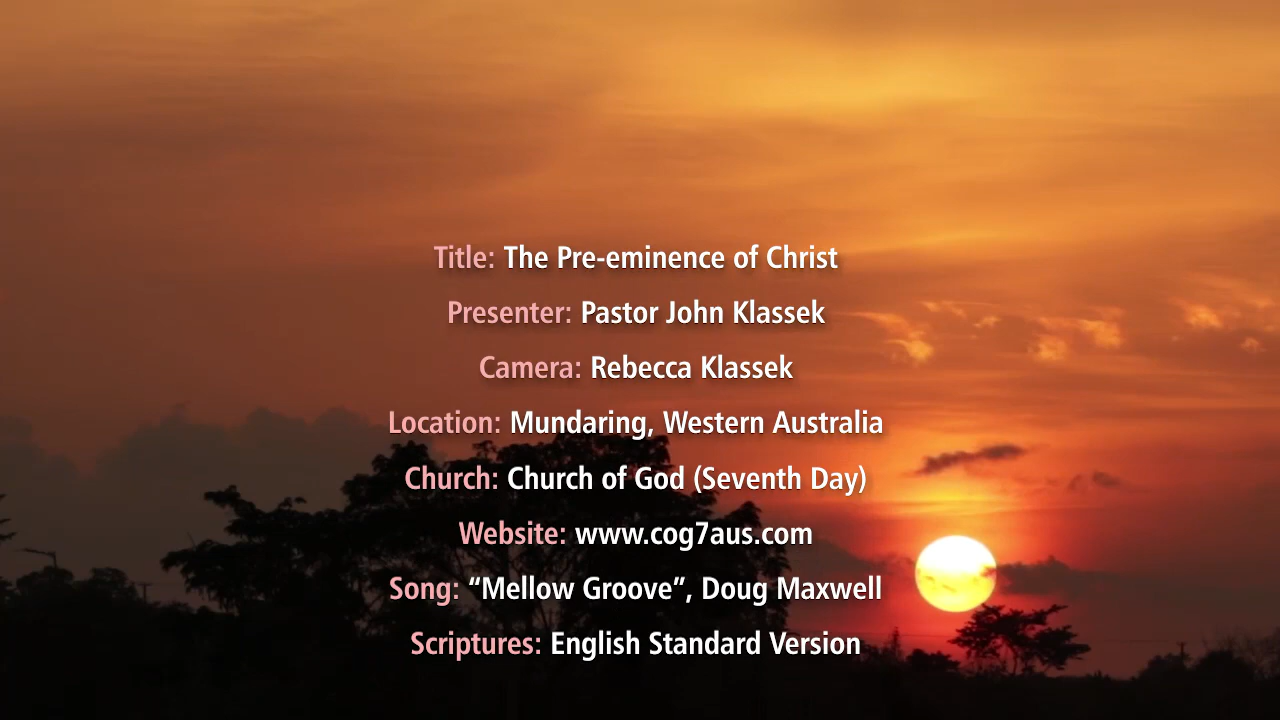 Title: The Pre-eminence of Christ
Presenter: Pastor John Klassek
Camera: Rebecca Klassek
Location: Mundaring, Western Australia
Church: Church of God (Seventh Day)
Website: www.cog7aus.com
Song: “Mellow Groove”, Doug Maxwell
Scriptures: English Standard Version